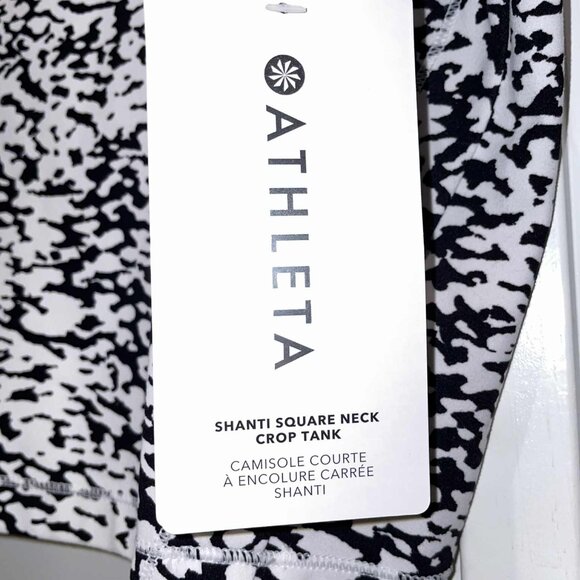 ATHLETA
SHANTI SQUARE NECK
CROP TANK
CAMISOLE COURTE
À ENCOLURE CARRÉE
SHANTI